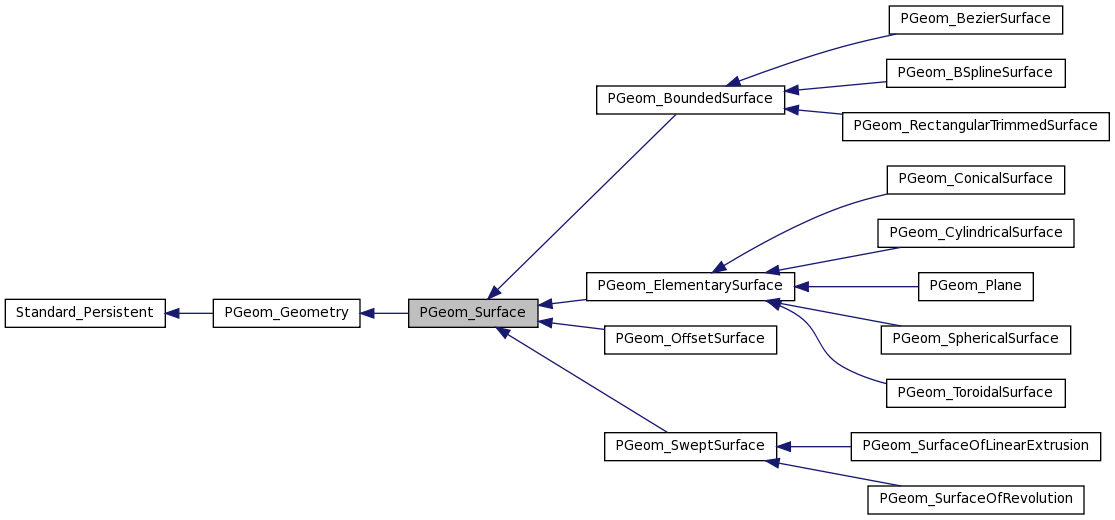 PGeom_BezierSurface
PGeom_BSplineSurface
PGeom_BoundedSurface
PGeom_RectangularTrimmedSurface
PGeom_ConicalSurface
PGeom_CylindricalSurface
PGeom_ElementarySurface
PGeom_Plane
Standard_Persistent
PGeom_Geometry
PGeom_Surface
PGeom_OffsetSurface
PGeom_SphericalSurface
PGeom_ToroidalSurface
PGeom_SweptSurface
PGeom_SurfaceOfLinearExtrusion
PGeom_SurfaceOfRevolution